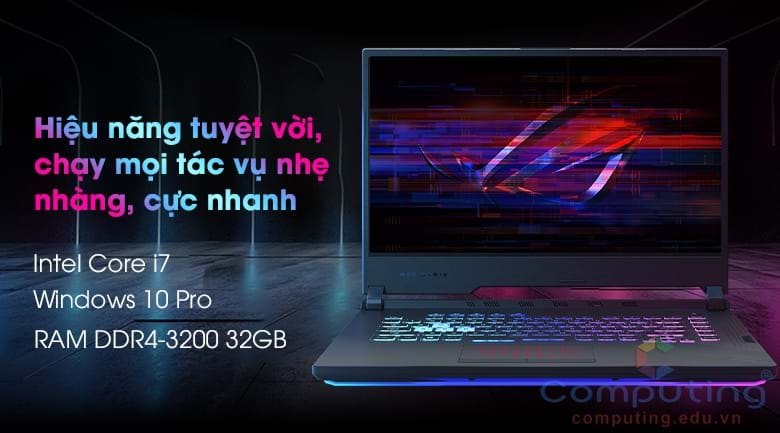 Hiệu năng tuyệt vời,
chạy mọi tác vụ nhẹ
nhàng, cực nhanh
Intel Core i7
Windows 10 Pro
RAM DDR4-3200 32GB
Computing®
computing.edu.vn